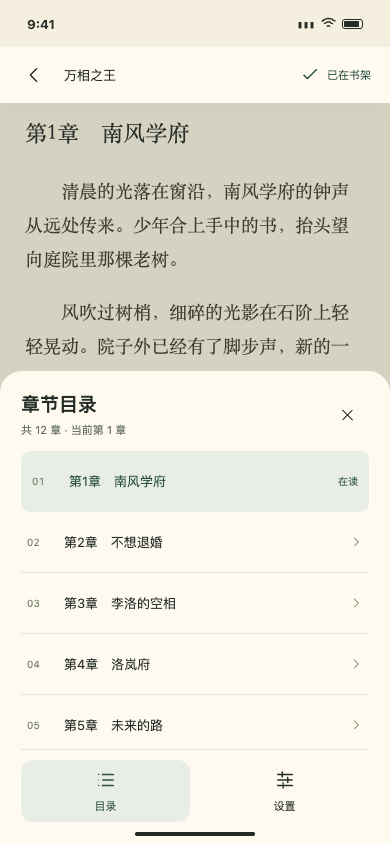 9:41
万相之王
已在书架
第1章　南风学府
清晨的光落在窗沿，南风学府的钟声
从远处传来。少年合上手中的书，抬头望
向庭院里那棵老树。
风吹过树梢，细碎的光影在石阶上轻
轻晃动。院子外已经有了脚步声，新的一
章节目录
共 12 章 · 当前第 1 章
01 第1章　南风学府 在读
02 第2章　不想退婚
03 第3章　李洛的空相
04 第4章　洛岚府
05 第5章　未来的路
目录
设置